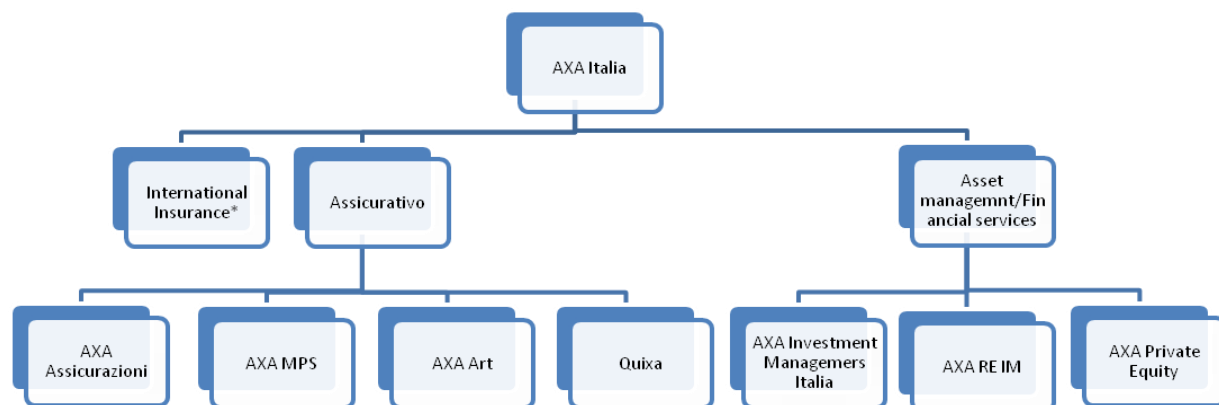 AXA Italia
International
Insurance*
Assicurativo
Asset
managemnt/Fin
ancial services
AXA
Assicurazioni
AXA MPS
AXA Art
Quixa
AXA Investment
Managemers
Italia
AXA RE IM
AXA Private
Equity